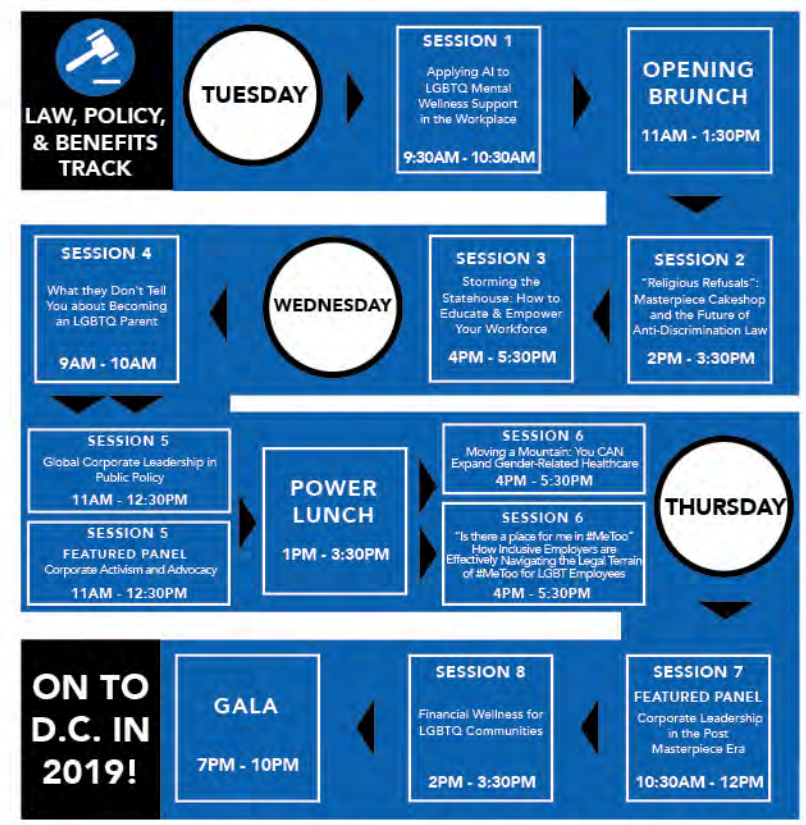 LAW, POLICY,
& BENEFITS
TRACK
TUESDAY
SESSION 1
Applying AI to
LGBTQ Mental
Wellness Support
in the Workplace
9:30AM - 10:30AM
OPENING
BRUNCH
11AM - 1:30PM
SESSION 2
"Religious Refusals":
Masterpiece Cakeshop
and the Future of
Anti-Discrimination Law
2PM - 3:30PM
SESSION 3
Storming the
Statehouse: How to
Educate & Empower
Your Workforce
4PM - 5:30PM
WEDNESDAY
SESSION 4
What they Don't Tell
You about Becoming
an LGBTQ Parent
9AM - 10AM
SESSION 5
Global Corporate Leadership in
Public Policy
11AM - 12:30PM
SESSION 5
FEATURED PANEL
Corporate Activism and Advocacy
11AM - 12:30PM
POWER
LUNCH
1PM - 3:30PM
SESSION 6
Moving a Mountain: You CAN
Expand Gender-Related Healthcare
4PM - 5:30PM
SESSION 6
"Is there a place for me in #MeToo"
How Inclusive Employers are
Effectively Navigating the Legal Terrain
of #MeToo for LGBT Employees
4PM - 5:30PM
THURSDAY
SESSION 7
FEATURED PANEL
Corporate Leadership
in the Post
Masterpiece Era
10:30AM - 12PM
SESSION 8
Financial Wellness for
LGBTQ Communities
2PM - 3:30PM
GALA
7PM - 10PM
ON TO
D.C. IN
2019!